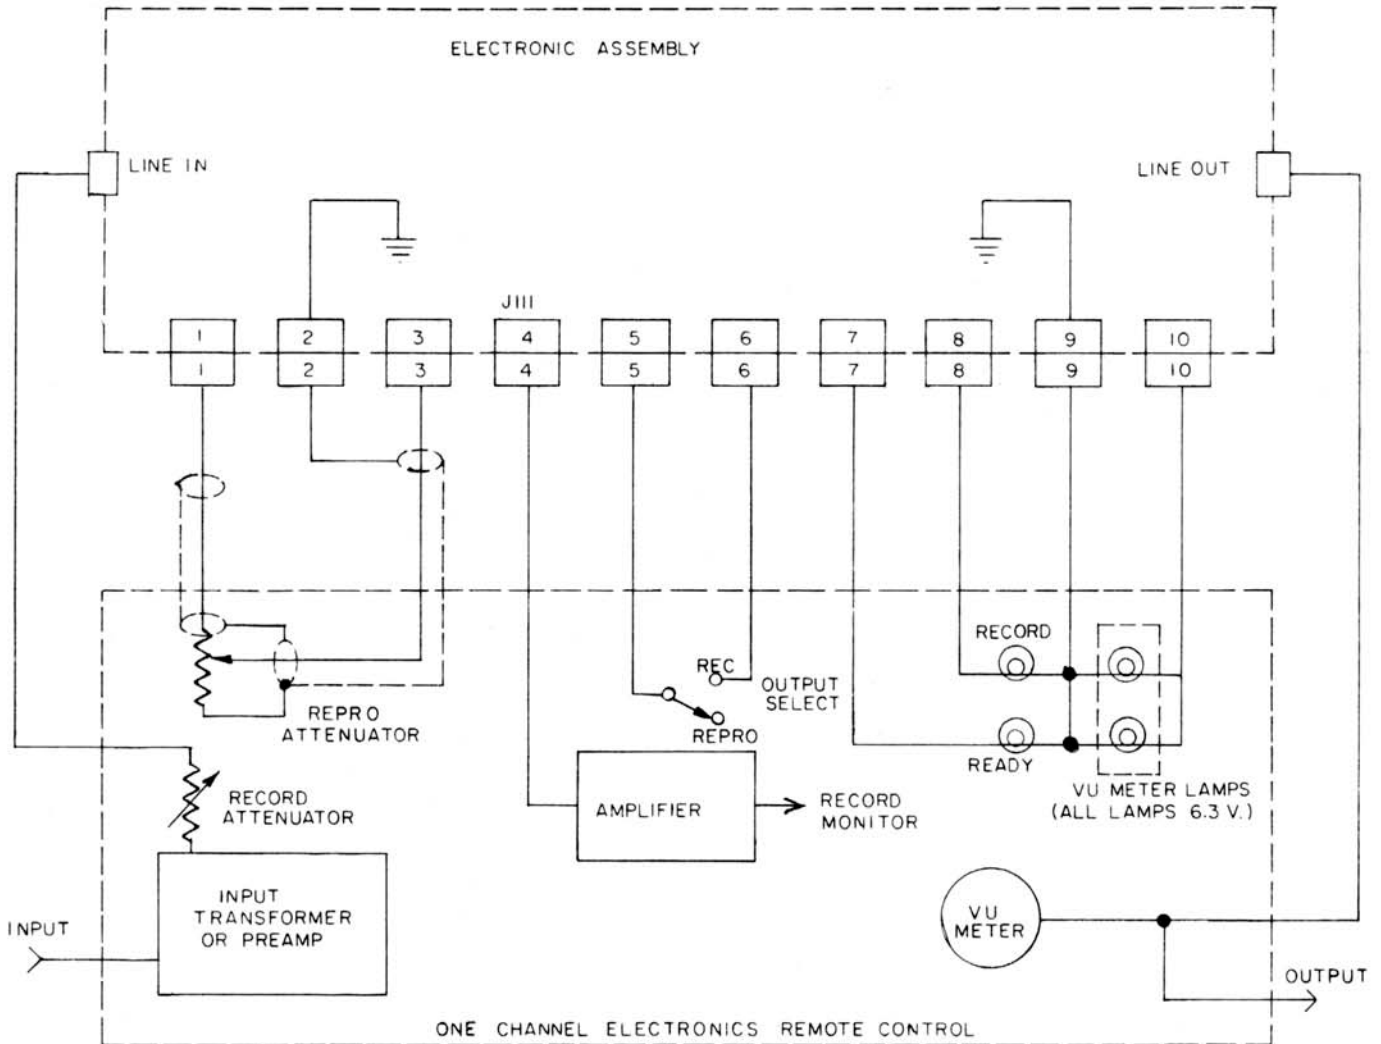 ELECTRONIC ASSEMBLY
LINE IN
LINE OUT
J111
1 2 3 4 5 6 7 8 9 10
1 2 3 4 5 6 7 8 9 10
RECORD
REC
OUTPUT
SELECT
REPRO
ATTENUATOR
REPRO
READY
VU METER LAMPS
(ALL LAMPS 6.3 V.)
RECORD
ATTENUATOR
AMPLIFIER
RECORD
MONITOR
INPUT
TRANSFORMER
OR PREAMP
INPUT
VU
METER
OUTPUT
ONE CHANNEL ELECTRONICS REMOTE CONTROL